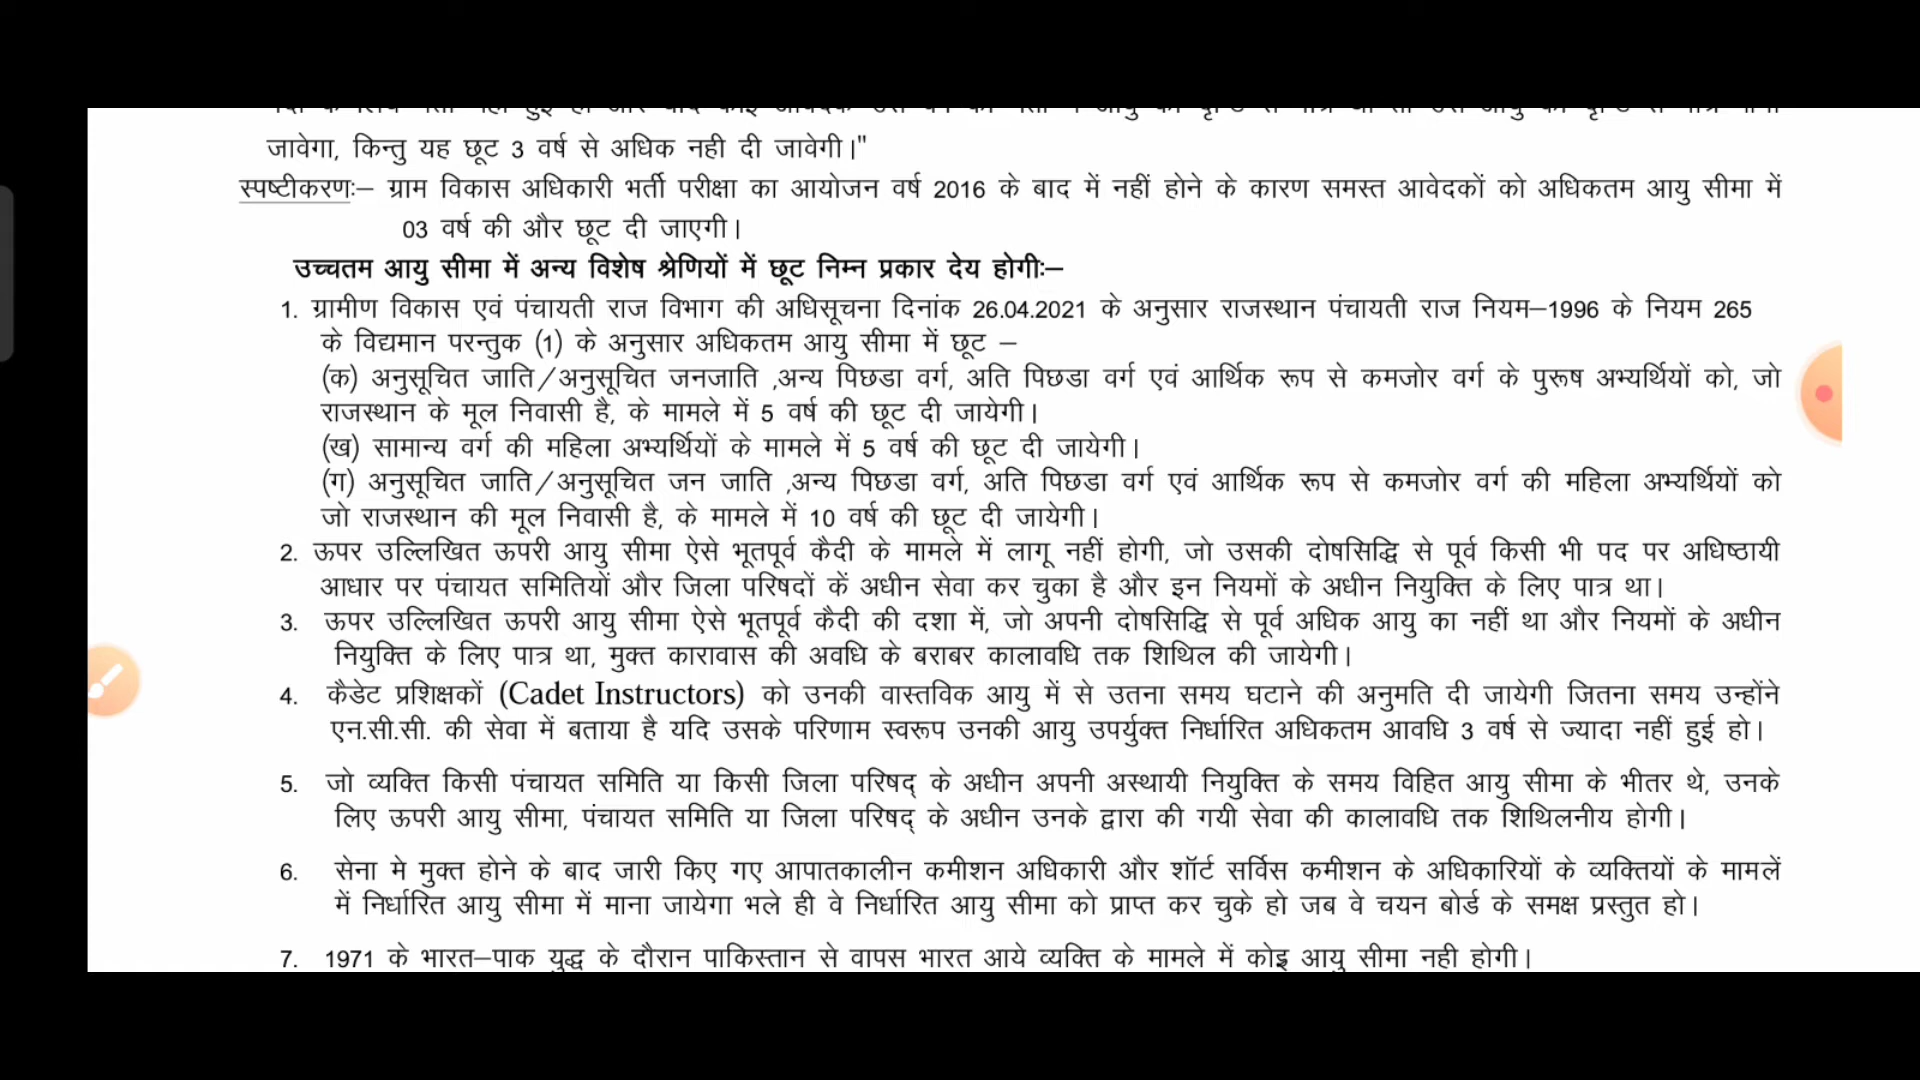 जावेगा, किन्तु यह छूट 3 वर्ष से अधिक नही दी जावेगी।"
स्पष्टीकरणः– ग्राम विकास अधिकारी भर्ती परीक्षा का आयोजन वर्ष 2016 के बाद में नहीं होने के कारण समस्त आवेदकों को अधिकतम आयु सीमा में
03 वर्ष की और छूट दी जाएगी।
उच्चतम आयु सीमा में अन्य विशेष श्रेणियों में छूट निम्न प्रकार देय होगीः–
1. ग्रामीण विकास एवं पंचायती राज विभाग की अधिसूचना दिनांक 26.04.2021 के अनुसार राजस्थान पंचायती राज नियम–1996 के नियम 265
के विद्यमान परन्तुक (1) के अनुसार अधिकतम आयु सीमा में छूट –
(क) अनुसूचित जाति/अनुसूचित जनजाति ,अन्य पिछडा वर्ग, अति पिछडा वर्ग एवं आर्थिक रूप से कमजोर वर्ग के पुरूष अभ्यर्थियों को, जो
राजस्थान के मूल निवासी है, के मामले में 5 वर्ष की छूट दी जायेगी।
(ख) सामान्य वर्ग की महिला अभ्यर्थियों के मामले में 5 वर्ष की छूट दी जायेगी।
(ग) अनुसूचित जाति/अनुसूचित जन जाति ,अन्य पिछडा वर्ग, अति पिछडा वर्ग एवं आर्थिक रूप से कमजोर वर्ग की महिला अभ्यर्थियों को
जो राजस्थान की मूल निवासी है, के मामले में 10 वर्ष की छूट दी जायेगी।
2. ऊपर उल्लिखित ऊपरी आयु सीमा ऐसे भूतपूर्व कैदी के मामले में लागू नहीं होगी, जो उसकी दोषसिद्धि से पूर्व किसी भी पद पर अधिष्ठायी
आधार पर पंचायत समितियों और जिला परिषदों कें अधीन सेवा कर चुका है और इन नियमों के अधीन नियुक्ति के लिए पात्र था।
3. ऊपर उल्लिखित ऊपरी आयु सीमा ऐसे भूतपूर्व कैदी की दशा में, जो अपनी दोषसिद्धि से पूर्व अधिक आयु का नहीं था और नियमों के अधीन
नियुक्ति के लिए पात्र था, मुक्त कारावास की अवधि के बराबर कालावधि तक शिथिल की जायेगी।
4. कैडेट प्रशिक्षकों (Cadet Instructors) को उनकी वास्तविक आयु में से उतना समय घटाने की अनुमति दी जायेगी जितना समय उन्होंने
एन.सी.सी. की सेवा में बताया है यदि उसके परिणाम स्वरूप उनकी आयु उपर्युक्त निर्धारित अधिकतम आवधि 3 वर्ष से ज्यादा नहीं हुई हो।
5. जो व्यक्ति किसी पंचायत समिति या किसी जिला परिषद् के अधीन अपनी अस्थायी नियुक्ति के समय विहित आयु सीमा के भीतर थे, उनके
लिए ऊपरी आयु सीमा, पंचायत समिति या जिला परिषद् के अधीन उनके द्वारा की गयी सेवा की कालावधि तक शिथिलनीय होगी।
6. सेना मे मुक्त होने के बाद जारी किए गए आपातकालीन कमीशन अधिकारी और शॉर्ट सर्विस कमीशन के अधिकारियों के व्यक्तियों के मामलें
में निर्धारित आयु सीमा में माना जायेगा भले ही वे निर्धारित आयु सीमा को प्राप्त कर चुके हो जब वे चयन बोर्ड के समक्ष प्रस्तुत हो।
7. 1971 के भारत–पाक युद्ध के दौरान पाकिस्तान से वापस भारत आये व्यक्ति के मामले में कोइ आयु सीमा नही होगी।